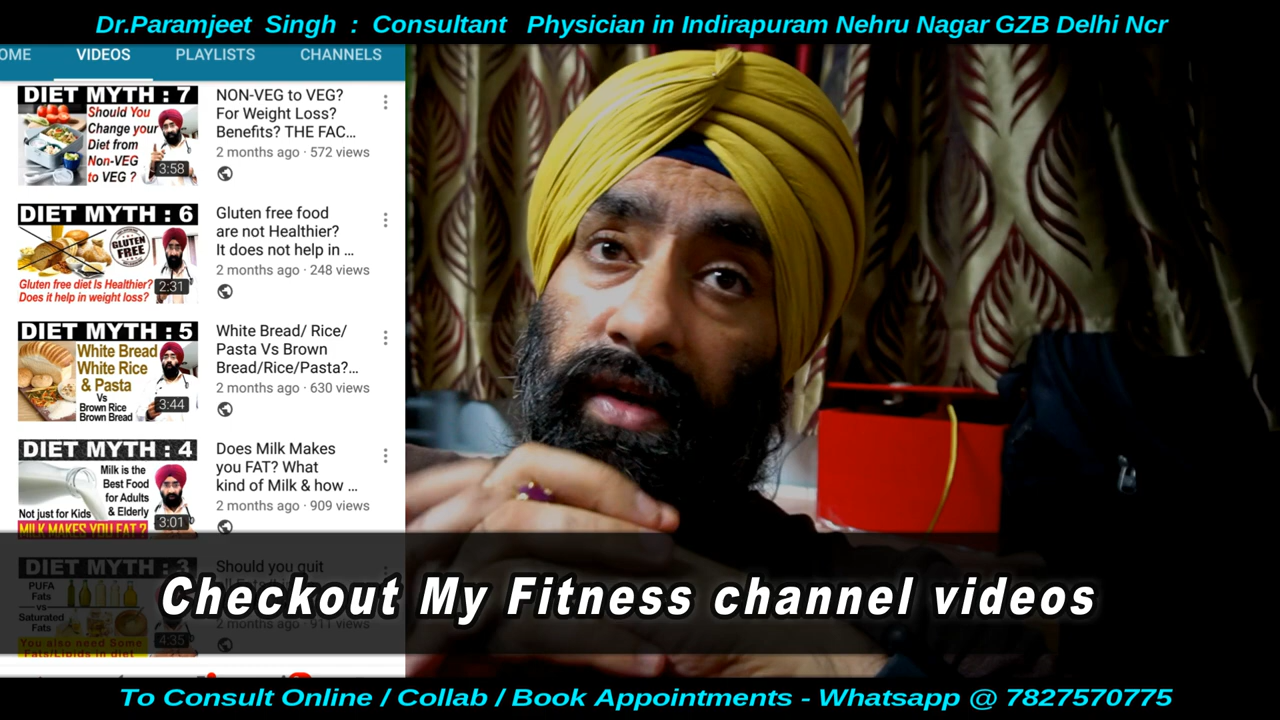 Dr.Paramjeet Singh : Consultant Physician in Indirapuram Nehru Nagar GZB Delhi Ncr
OME VIDEOS PLAYLISTS CHANNELS
DIET MYTH : 7
Should You
Change your
Diet from
Non-VEG
to VEG ?
3:58
NON-VEG to VEG?
For Weight Loss?
Benefits? THE FAC...
2 months ago · 572 views
DIET MYTH : 6
GLUTEN
FREE
Gluten free diet Is Healthier?
Does it help in weight loss?
2:31
Gluten free food
are not Healthier?
It does not help in ...
2 months ago · 248 views
DIET MYTH : 5
White Bread
White Rice
& Pasta
Vs
Brown Rice
Brown Bread
3:44
White Bread/ Rice/
Pasta Vs Brown
Bread/Rice/Pasta?...
2 months ago · 630 views
DIET MYTH : 4
Milk is the
Best Food
for Adults
& Elderly
Not just for Kids
MILK MAKES YOU FAT ?
3:01
Does Milk Makes
you FAT? What
kind of Milk & how ...
2 months ago · 909 views
DIET MYTH : 3
PUFA
Fats
vs
Saturated
Fats
You also need Some
Fats/Lipids in diet
4:35
Should you quit
2 months ago · 911 views
Checkout My Fitness channel videos
To Consult Online / Collab / Book Appointments - Whatsapp @ 7827570775